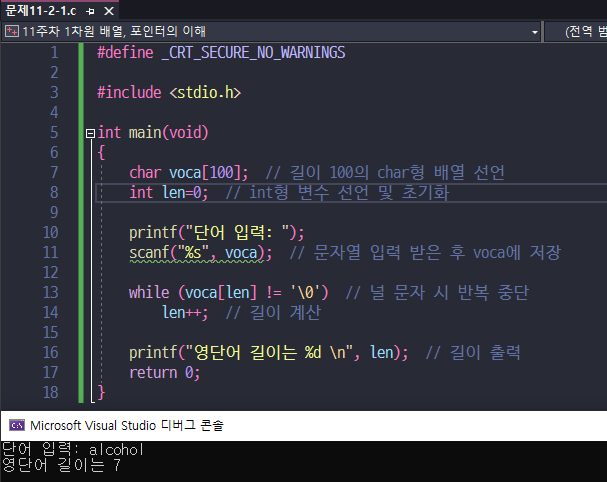 문제11-2-1.c
11주차 1차원 배열, 포인터의 이해 (전역 범
1 #define _CRT_SECURE_NO_WARNINGS
2
3 #include <stdio.h>
4
5 int main(void)
6 {
7 char voca[100]; // 길이 100의 char형 배열 선언
8 int len=0; // int형 변수 선언 및 초기화
9
10 printf("단어 입력: ");
11 scanf("%s", voca); // 문자열 입력 받은 후 voca에 저장
12
13 while (voca[len] != '\0') // 널 문자 시 반복 중단
14 len++; // 길이 계산
15
16 printf("영단어 길이는 %d \n", len); // 길이 출력
17 return 0;
18 }
Microsoft Visual Studio 디버그 콘솔
단어 입력: alcohol
영단어 길이는 7